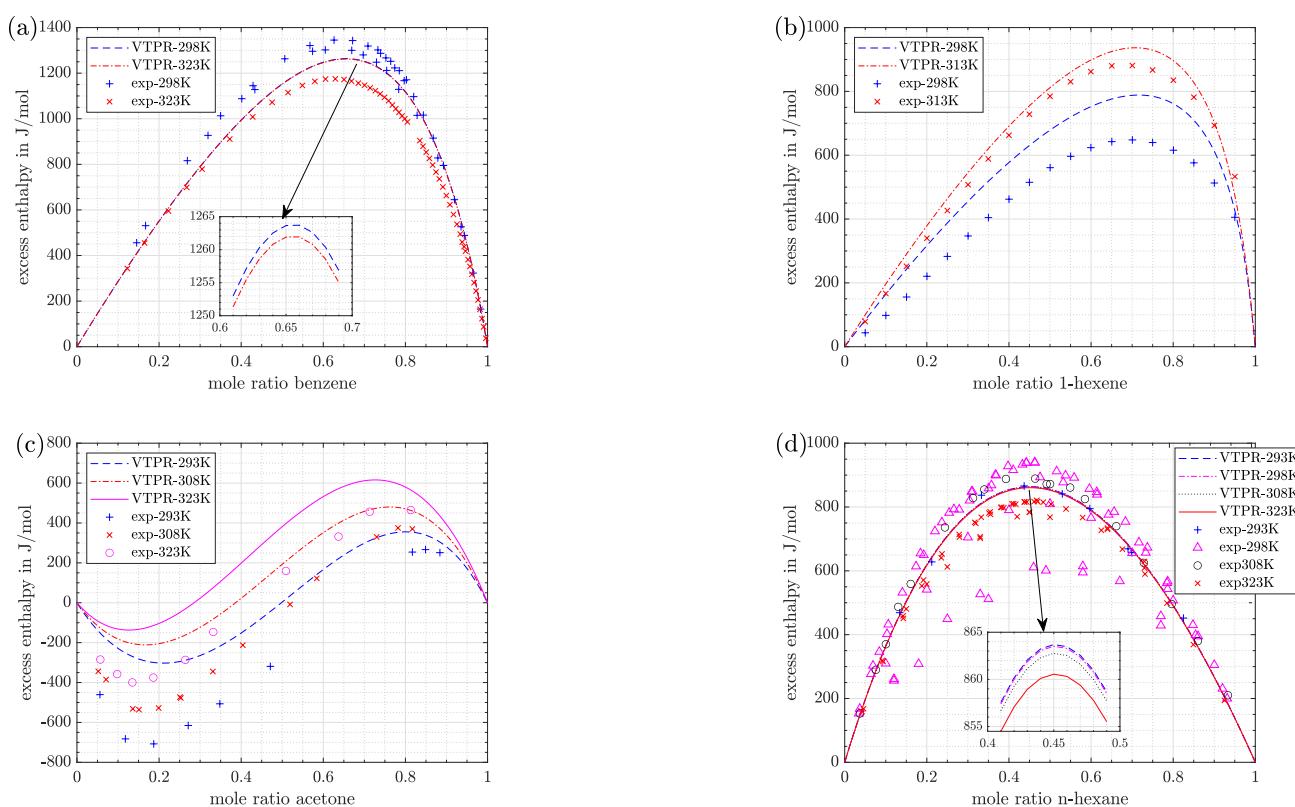 (a)
1400
1200
1000
800
600
400
200
0
excess enthalpy in J/mol
VTPR-298K
VTPR-323K
exp-298K
exp-323K
1265
1260
1255
1250
0.6 0.65 0.7
0 0.2 0.4 0.6 0.8 1
mole ratio benzene
(b)
1000
800
600
400
200
0
excess enthalpy in J/mol
VTPR-298K
VTPR-313K
exp-298K
exp-313K
0 0.2 0.4 0.6 0.8 1
mole ratio 1-hexene
(c)
800
600
400
200
0
-200
-400
-600
-800
excess enthalpy in J/mol
VTPR-293K
VTPR-308K
VTPR-323K
exp-293K
exp-308K
exp-323K
0 0.2 0.4 0.6 0.8 1
mole ratio acetone
(d)
1000
800
600
400
200
0
excess enthalpy in J/mol
VTPR-293K
VTPR-298K
VTPR-308K
VTPR-323K
exp-293K
exp-298K
exp308K
exp323K
865
860
855
0.4 0.45 0.5
0 0.2 0.4 0.6 0.8 1
mole ratio n-hexane